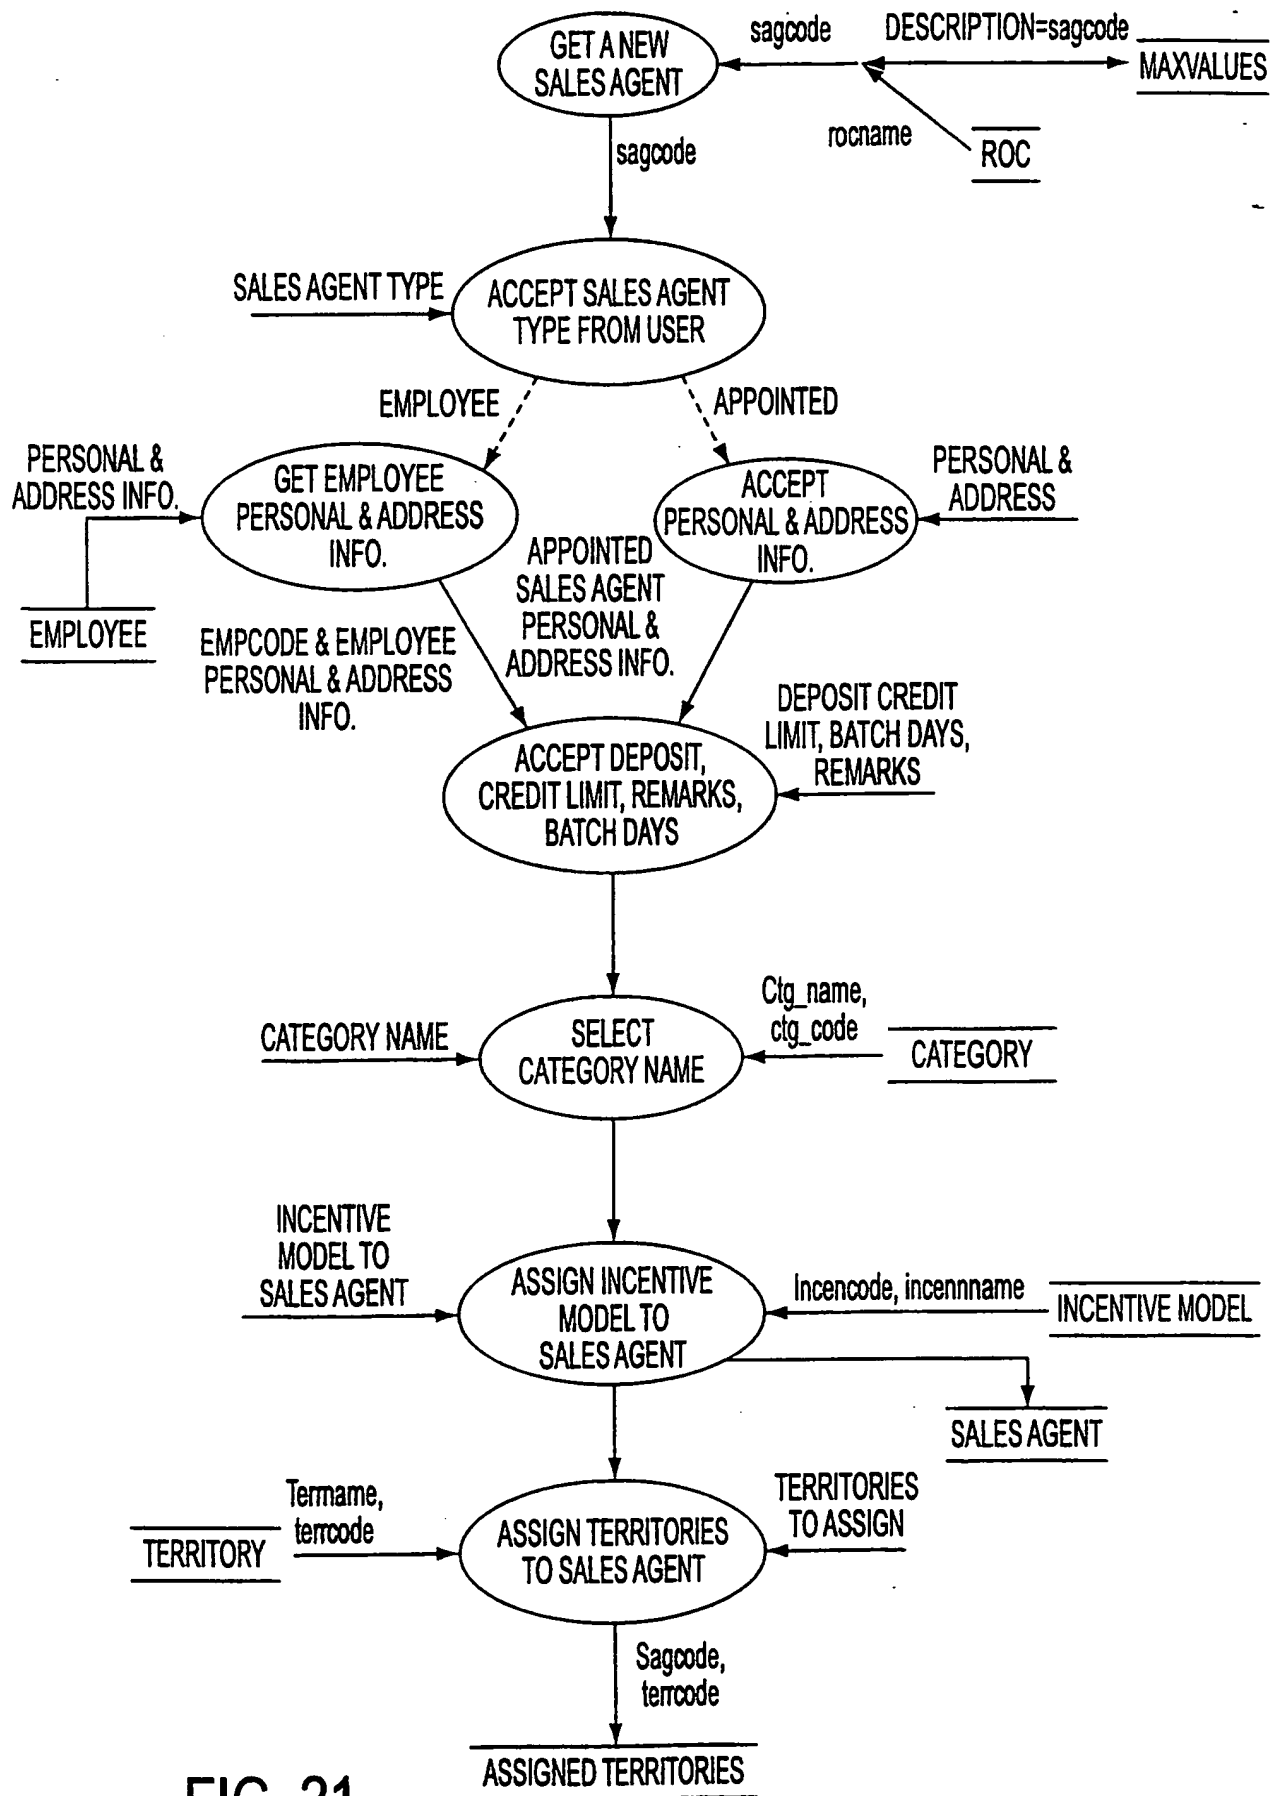 GET A NEW
SALES AGENT
sagcode
DESCRIPTION=sagcode
MAXVALUES
rocname
ROC
sagcode
SALES AGENT TYPE
ACCEPT SALES AGENT
TYPE FROM USER
EMPLOYEE
APPOINTED
PERSONAL &
ADDRESS INFO.
GET EMPLOYEE
PERSONAL & ADDRESS
INFO.
ACCEPT
PERSONAL & ADDRESS
INFO.
PERSONAL &
ADDRESS
EMPLOYEE
EMPCODE & EMPLOYEE
PERSONAL & ADDRESS
INFO.
APPOINTED
SALES AGENT
PERSONAL &
ADDRESS INFO.
DEPOSIT CREDIT
LIMIT, BATCH DAYS,
REMARKS
ACCEPT DEPOSIT,
CREDIT LIMIT, REMARKS,
BATCH DAYS
CATEGORY NAME
SELECT
CATEGORY NAME
Ctg_name,
ctg_code
CATEGORY
INCENTIVE
MODEL TO
SALES AGENT
ASSIGN INCENTIVE
MODEL TO
SALES AGENT
Incencode, incennname
INCENTIVE MODEL
SALES AGENT
Terrname,
terrcode
TERRITORY
ASSIGN TERRITORIES
TO SALES AGENT
TERRITORIES
TO ASSIGN
Sagcode,
terrcode
ASSIGNED TERRITORIES
FIG. 21